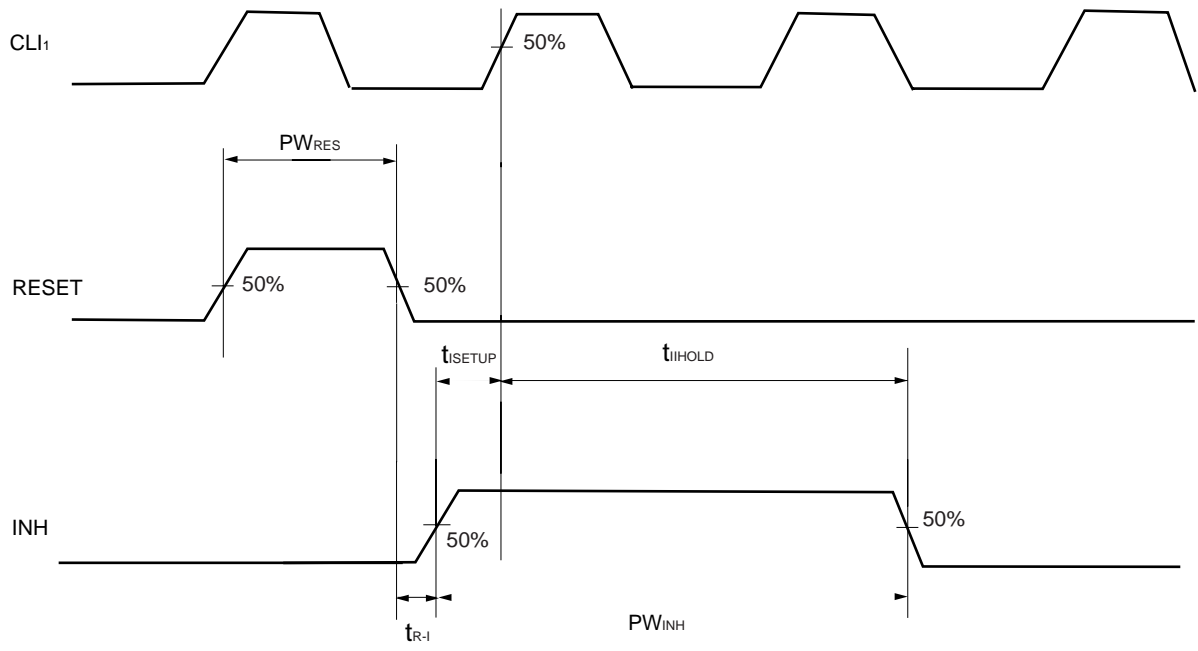 CLI1
50%
PWRES
RESET
50%
50%
tISETUP
tIIHOLD
INH
50%
50%
tR-I
PWINH